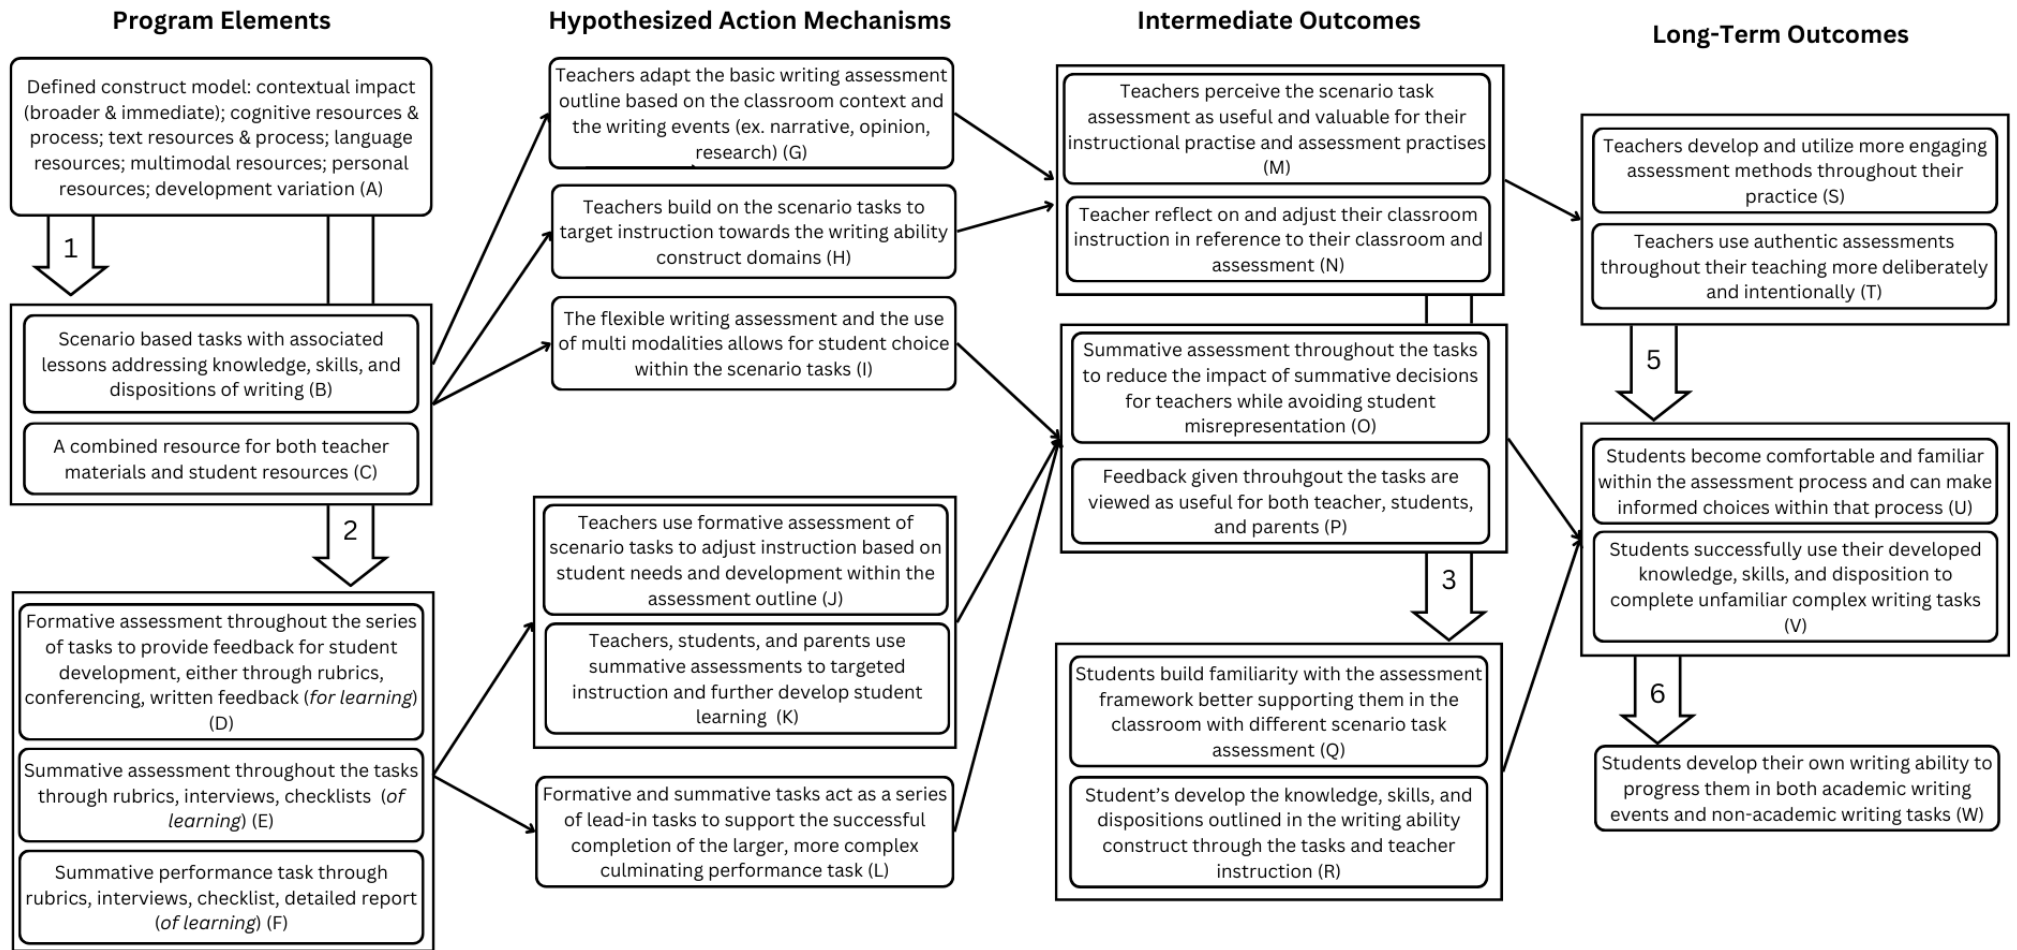 Program Elements
Defined construct model: contextual impact
(broader & immediate); cognitive resources &
process; text resources & process; language
resources; multimodal resources; personal
resources; development variation (A)
1
Scenario based tasks with associated
lessons addressing knowledge, skills, and
dispositions of writing (B)
A combined resource for both teacher
materials and student resources (C)
2
Formative assessment throughout the series
of tasks to provide feedback for student
development, either through rubrics,
conferencing, written feedback (for learning)
(D)
Summative assessment throughout the tasks
through rubrics, interviews, checklists (of
learning) (E)
Summative performance task through
rubrics, interviews, checklist, detailed report
(of learning) (F)
Hypothesized Action Mechanisms
Teachers adapt the basic writing assessment
outline based on the classroom context and
the writing events (ex. narrative, opinion,
research) (G)
Teachers build on the scenario tasks to
target instruction towards the writing ability
construct domains (H)
The flexible writing assessment and the use
of multi modalities allows for student choice
within the scenario tasks (I)
Teachers use formative assessment of
scenario tasks to adjust instruction based on
student needs and development within the
assessment outline (J)
Teachers, students, and parents use
summative assessments to targeted
instruction and further develop student
learning (K)
Formative and summative tasks act as a series
of lead-in tasks to support the successful
completion of the larger, more complex
culminating performance task (L)
Intermediate Outcomes
Teachers perceive the scenario task
assessment as useful and valuable for their
instructional practise and assessment practises
(M)
Teacher reflect on and adjust their classroom
instruction in reference to their classroom and
assessment (N)
Summative assessment throughout the tasks
to reduce the impact of summative decisions
for teachers while avoiding student
misrepresentation (O)
Feedback given throuhgout the tasks are
viewed as useful for both teacher, students,
and parents (P)
3
Students build familiarity with the assessment
framework better supporting them in the
classroom with different scenario task
assessment (Q)
Student's develop the knowledge, skills, and
dispositions outlined in the writing ability
construct through the tasks and teacher
instruction (R)
Long-Term Outcomes
Teachers develop and utilize more engaging
assessment methods throughout their
practice (S)
Teachers use authentic assessments
throughout their teaching more deliberately
and intentionally (T)
5
Students become comfortable and familiar
within the assessment process and can make
informed choices within that process (U)
Students successfully use their developed
knowledge, skills, and disposition to
complete unfamiliar complex writing tasks
(V)
6
Students develop their own writing ability to
progress them in both academic writing
events and non-academic writing tasks (W)